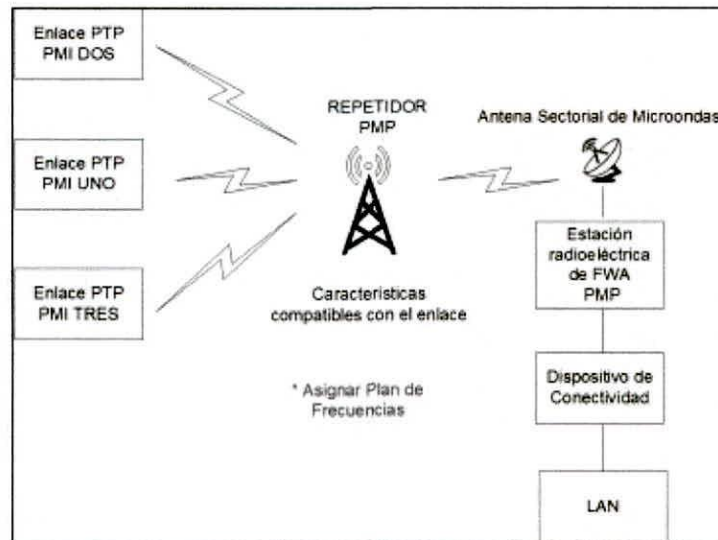 Enlace PTP
PMI DOS
Enlace PTP
PMI UNO
Enlace PTP
PMI TRES
REPETIDOR
PMP
Características
compatibles con el enlace
* Asignar Plan de
Frecuencias
Antena Sectorial de Microondas
Estación
radioeléctrica
de FWA
PMP
Dispositivo de
Conectividad
LAN